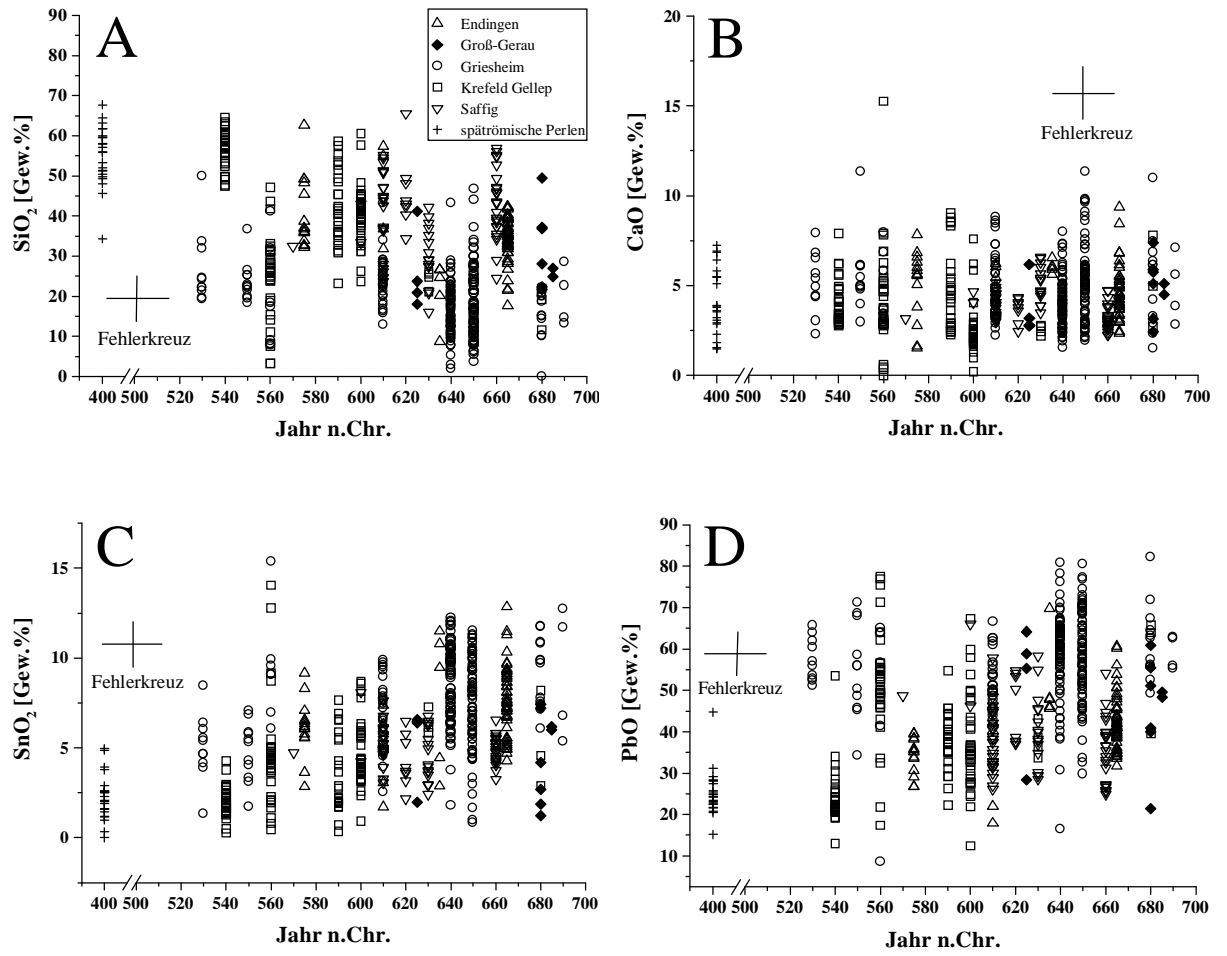 A
SiO2 [Gew.%]
90
80
70
60
50
40
30
20
10
0
Endingen
Groß-Gerau
Griesheim
Krefeld Gellep
Saffig
spätrömische Perlen
Fehlerkreuz
400 500 520 540 560 580 600 620 640 660 680 700
Jahr n.Chr.
B
CaO [Gew.%]
20
15
10
5
0
Fehlerkreuz
400 500 520 540 560 580 600 620 640 660 680 700
Jahr n.Chr.
C
SnO2 [Gew.%]
15
10
5
0
Fehlerkreuz
400 500 520 540 560 580 600 620 640 660 680 700
Jahr n.Chr.
D
PbO [Gew.%]
90
80
70
60
50
40
30
20
10
Fehlerkreuz
400 500 520 540 560 580 600 620 640 660 680 700
Jahr n.Chr.